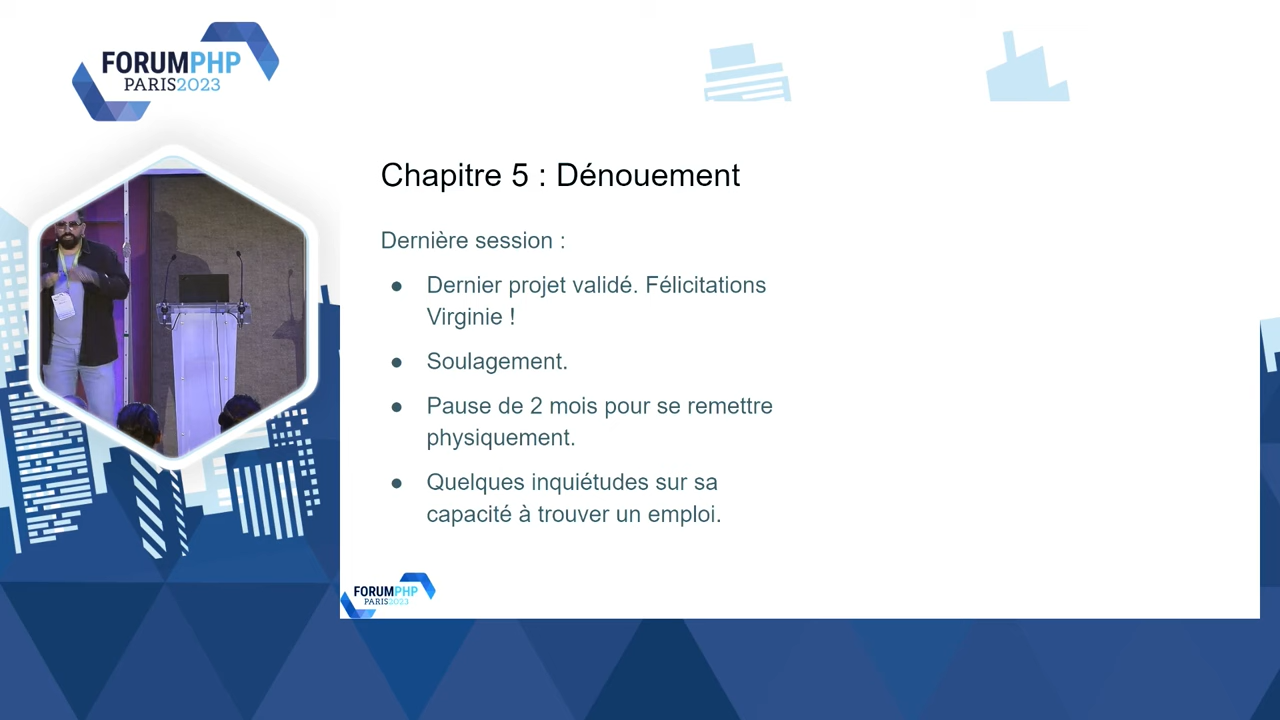 FORUMPHP
PARIS2023
Chapitre 5 : Dénouement
Dernière session :
● Dernier projet validé. Félicitations
Virginie !
● Soulagement.
● Pause de 2 mois pour se remettre
physiquement.
● Quelques inquiétudes sur sa
capacité à trouver un emploi.
FORUMPHP
PARIS2023